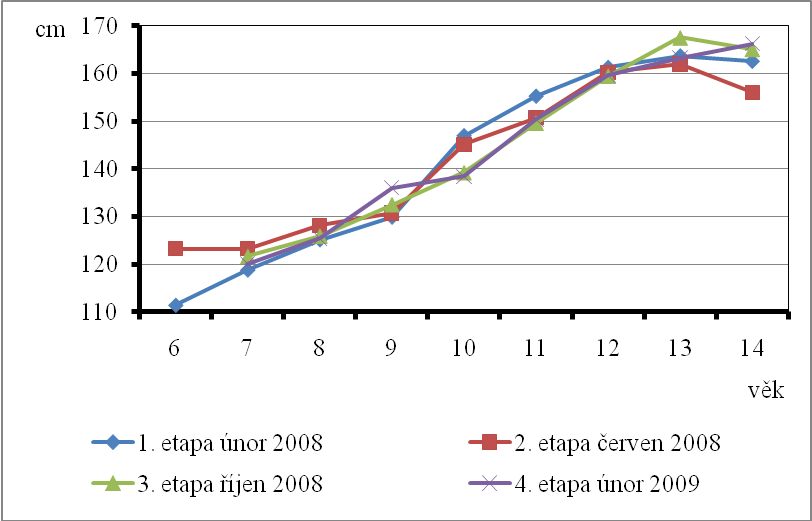 cm
170
160
150
140
130
120
110
6 7 8 9 10 11 12 13 14
věk
1. etapa únor 2008 2. etapa červen 2008
3. etapa říjen 2008 4. etapa únor 2009